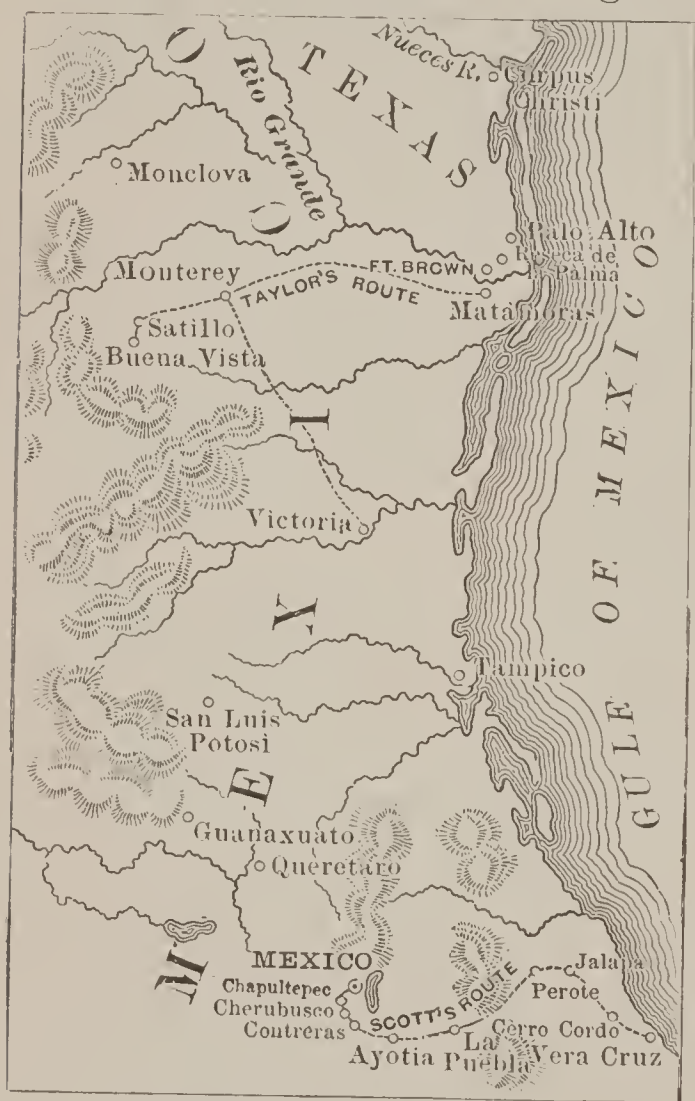 Nueces R.
Corpus
Christi
TEXAS
Rio Grande
Monclova
Palo Alto
Reseca de
la Palma
FT. BROWN
Monterey
TAYLOR'S ROUTE
Matamoras
Satillo
Buena Vista
Victoria
GULF OF MEXICO
Tampico
San Luis
Potosi
Guanaxuato
Queretaro
MEXICO
MEXICO
Chapultepec
Cherubusco
Contreras
SCOTT'S ROUTE
Jalapa
Perote
Cerro Cordo
Ayotia
La
Puebla
Vera Cruz